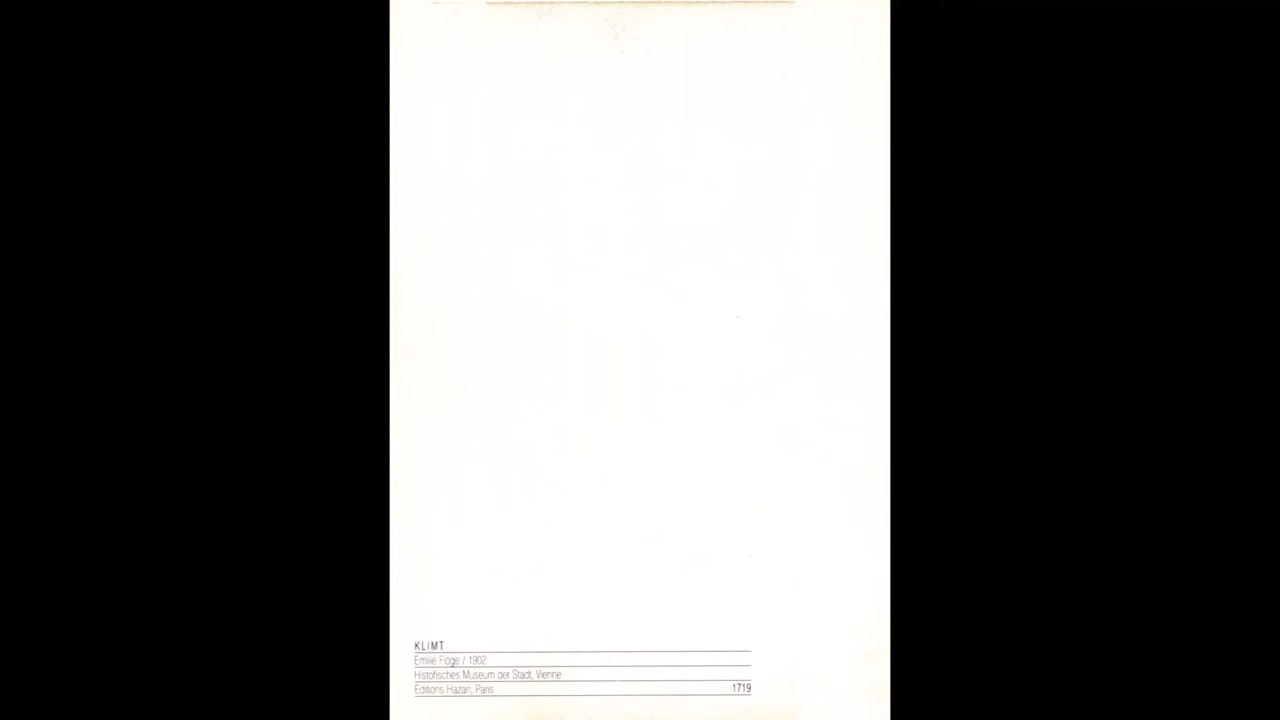 KLIMT
Emilie Flöge / 1902
Historisches Museum der Stadt, Vienne
Editions Hazan, Paris 1719